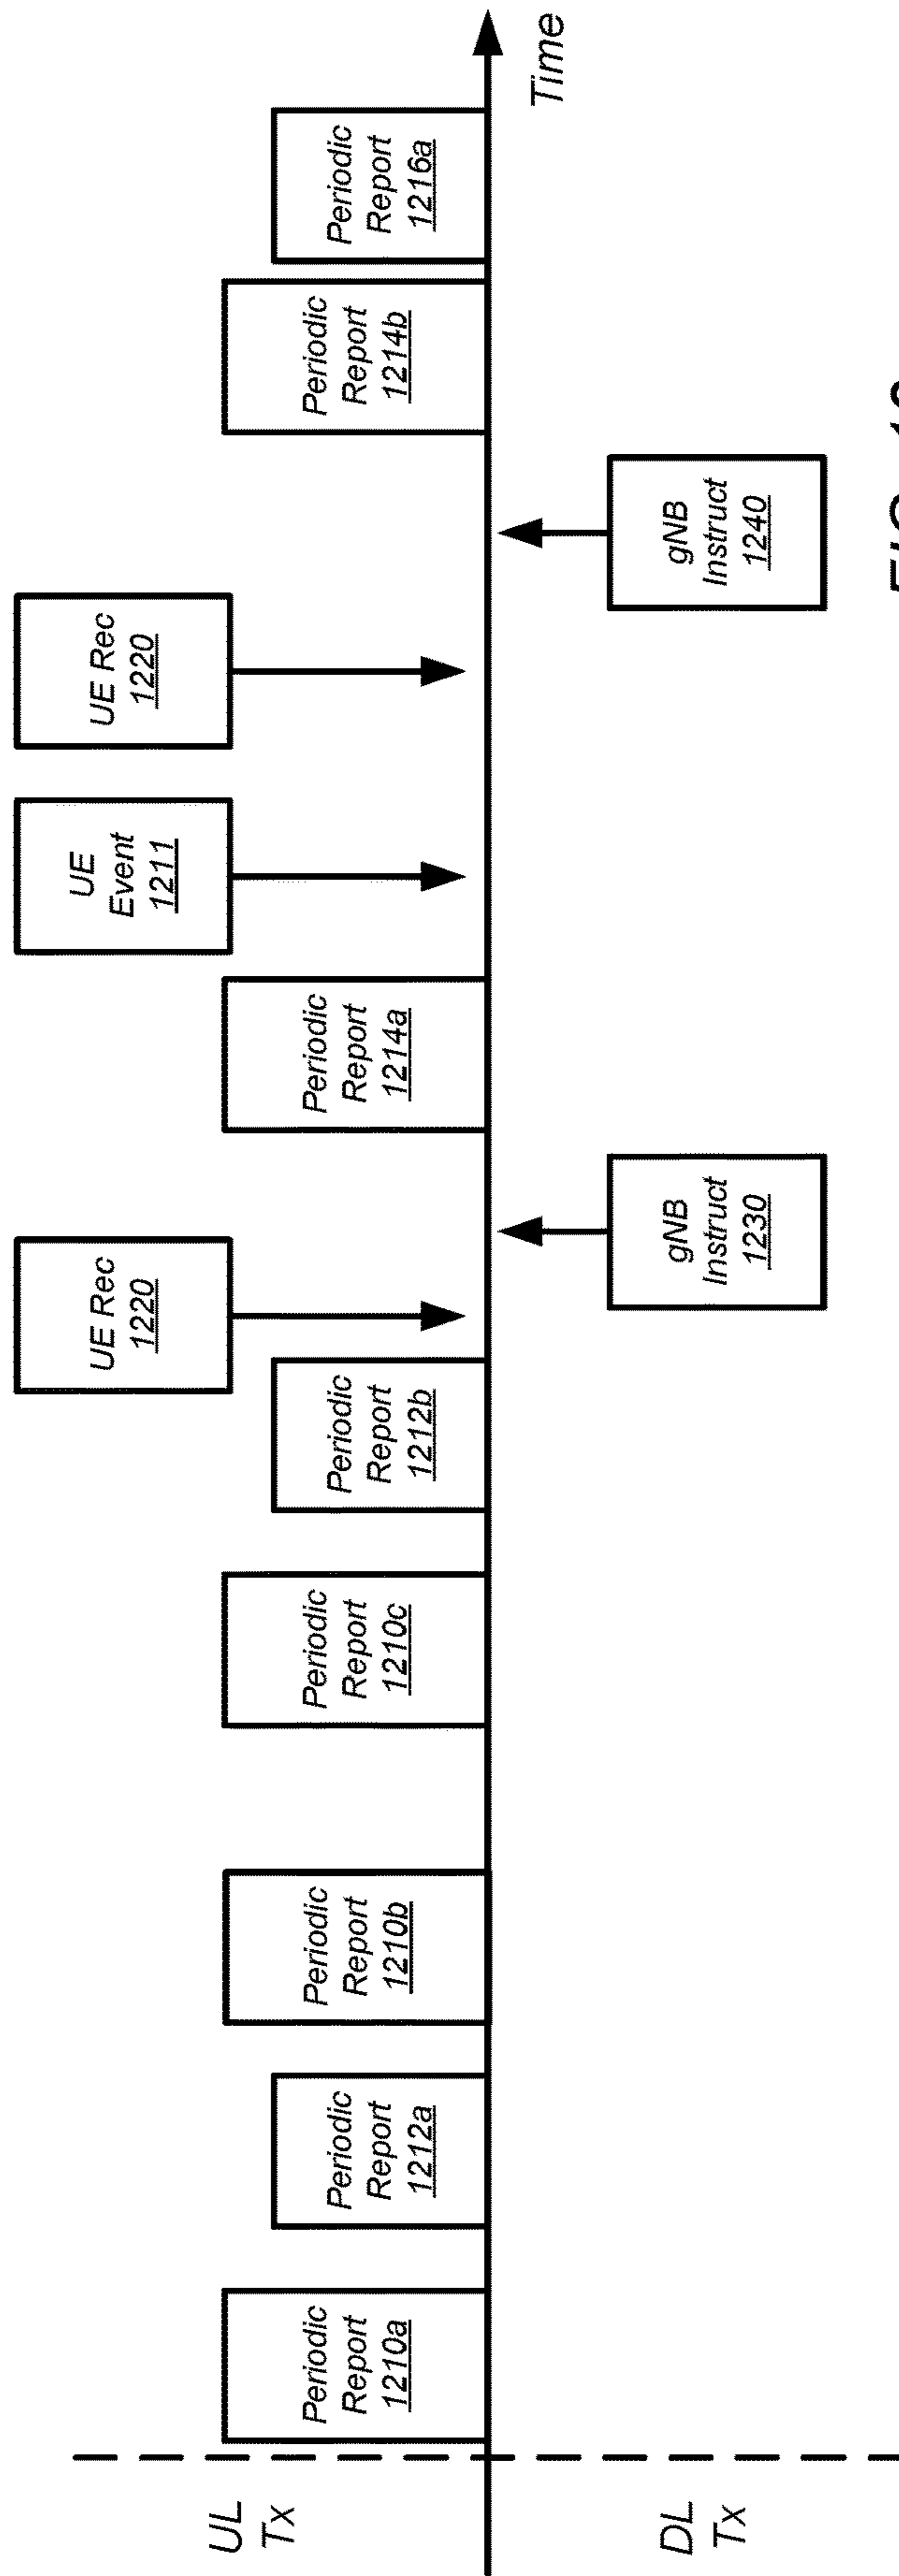 UE Rec
1220
UE
Event
1211
UE Rec
1220
UL
Tx
Periodic
Report
1210a
Periodic
Report
1212a
Periodic
Report
1210b
Periodic
Report
1210c
Periodic
Report
1212b
Periodic
Report
1214a
Periodic
Report
1214b
Periodic
Report
1216a
Time
DL
Tx
gNB
Instruct
1230
gNB
Instruct
1240
FIG.